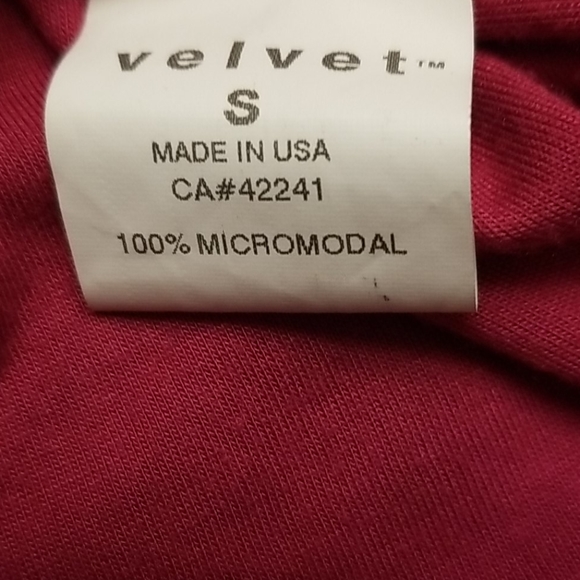 velvet™
S
MADE IN USA
CA#42241
100% MICROMODAL